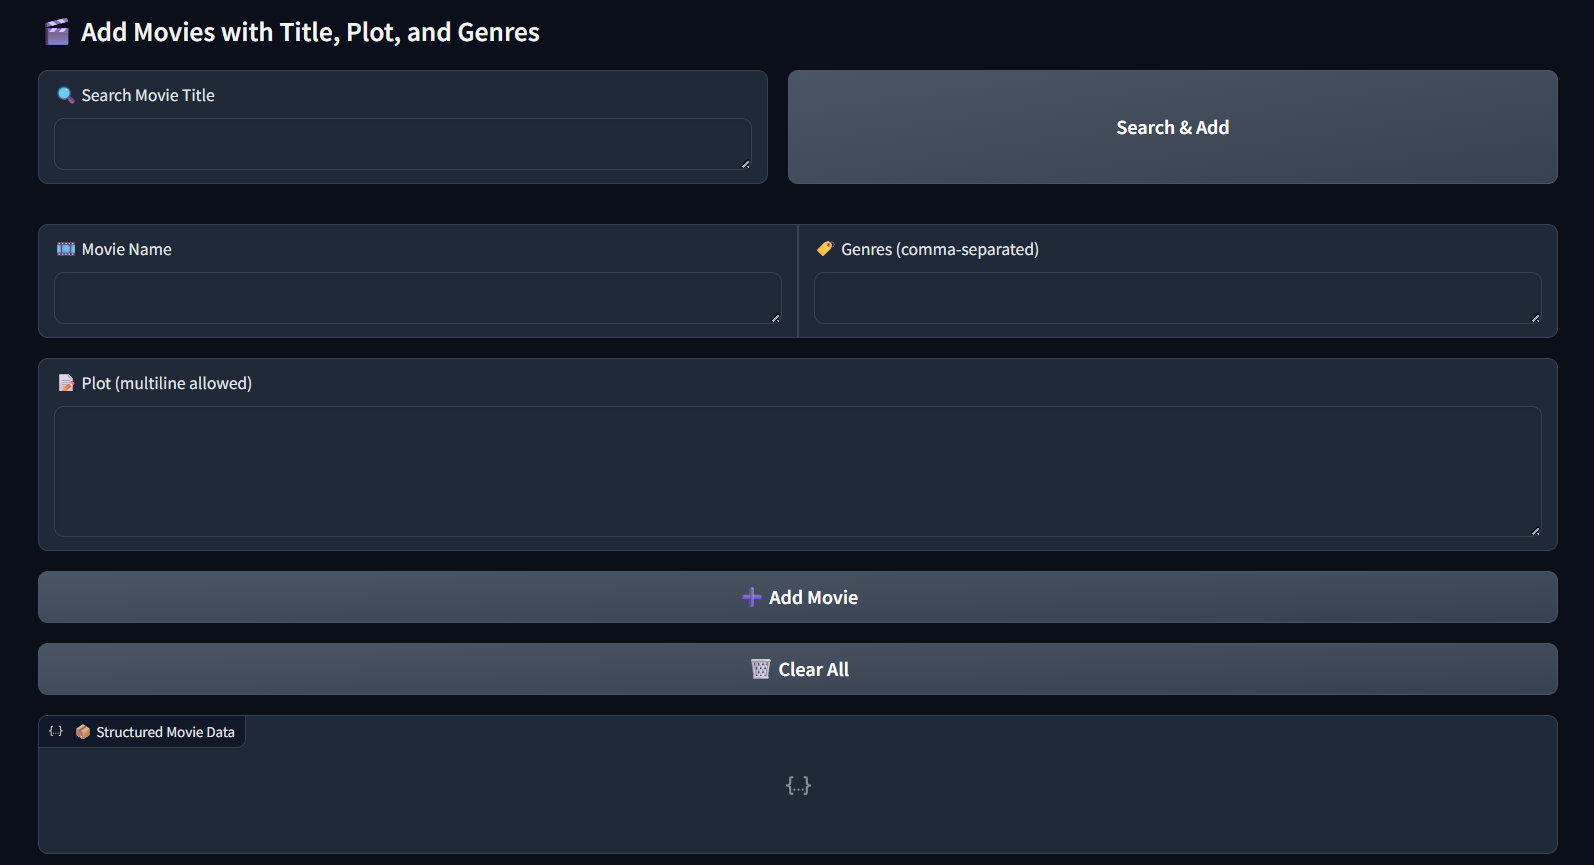 🎬 Add Movies with Title, Plot, and Genres
🔍 Search Movie Title
Search & Add
🎞️ Movie Name
🏷️ Genres (comma-separated)
📝 Plot (multiline allowed)
➕ Add Movie
🗑️ Clear All
{..} 📦 Structured Movie Data
{...}